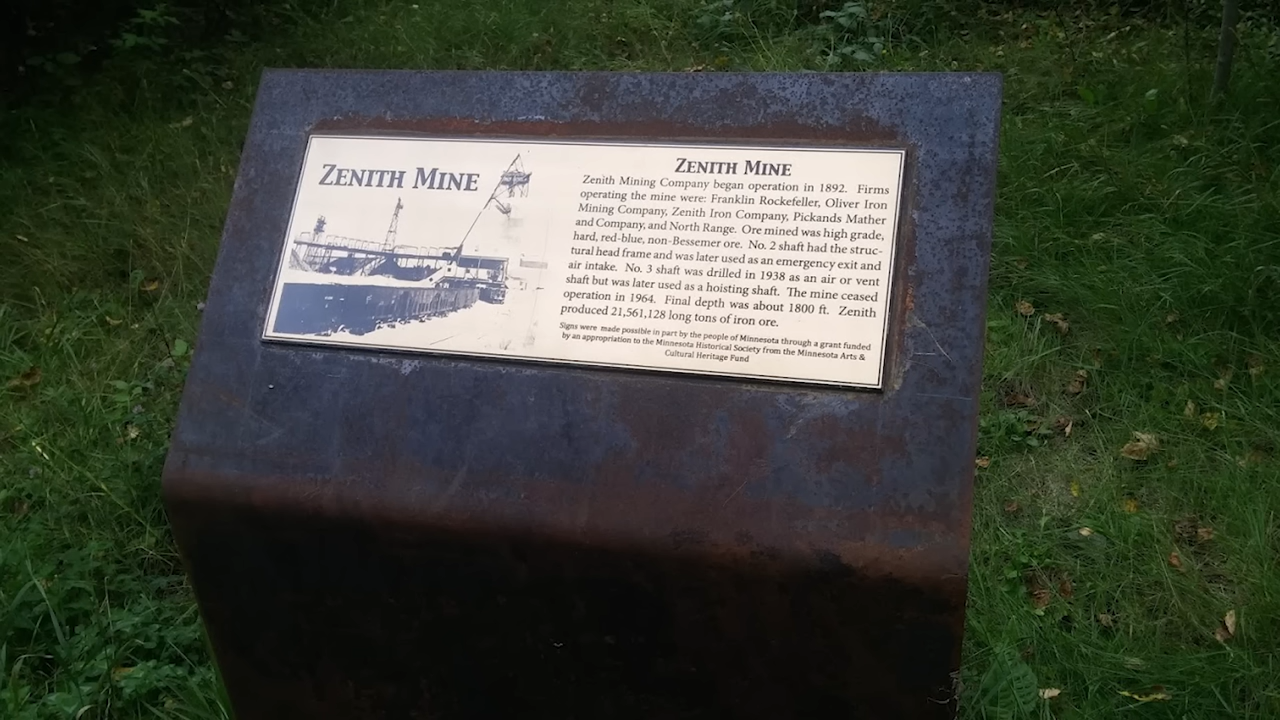 ZENITH MINE
ZENITH MINE
Zenith Mining Company began operation in 1892. Firms
operating the mine were: Franklin Rockefeller, Oliver Iron
Mining Company, Zenith Iron Company, Pickands Mather
and Company, and North Range. Ore mined was high grade,
hard, red-blue, non-Bessemer ore. No. 2 shaft had the struc-
tural head frame and was later used as an emergency exit and
air intake. No. 3 shaft was drilled in 1938 as an air or vent
shaft but was later used as a hoisting shaft. The mine ceased
operation in 1964. Final depth was about 1800 ft. Zenith
produced 21,561,128 long tons of iron ore.
Signs were made possible in part by the people of Minnesota through a grant funded
by an appropriation to the Minnesota Historical Society from the Minnesota Arts &
Cultural Heritage Fund